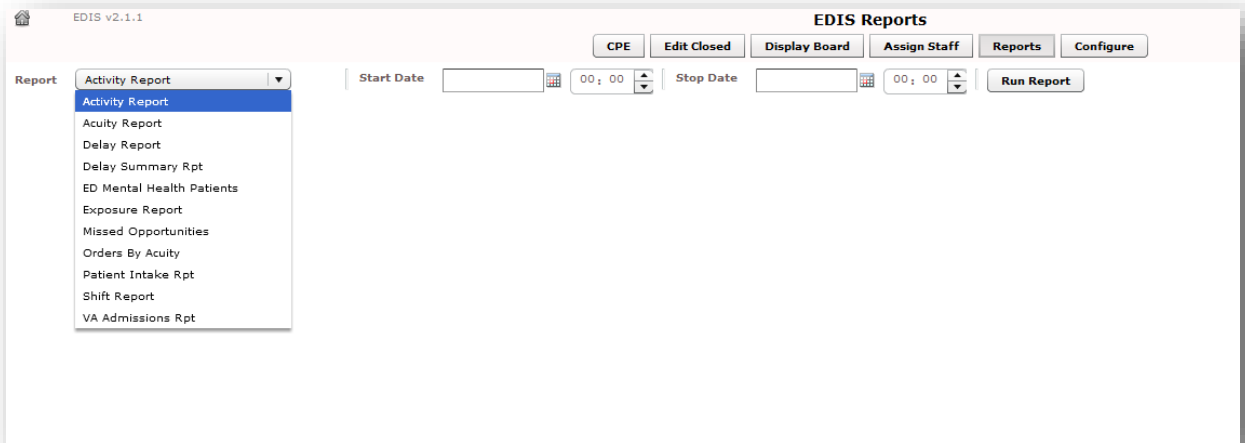 EDIS v2.1.1
EDIS Reports
CPE Edit Closed Display Board Assign Staff Reports Configure
Report Activity Report Start Date 00: 00 Stop Date 00: 00 Run Report
Activity Report
Acuity Report
Delay Report
Delay Summary Rpt
ED Mental Health Patients
Exposure Report
Missed Opportunities
Orders By Acuity
Patient Intake Rpt
Shift Report
VA Admissions Rpt